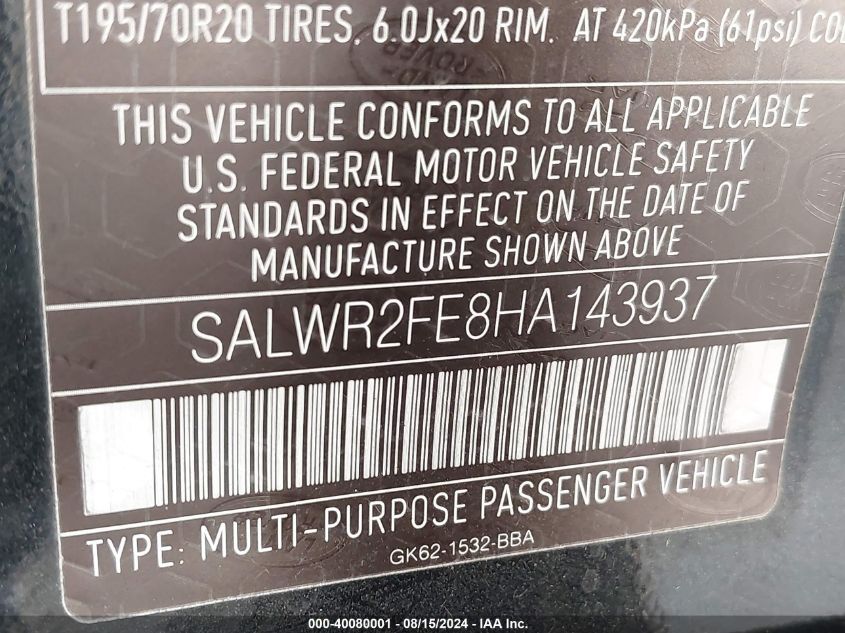 T195/70R20 TIRES. 6.0Jx20 RIM. AT 420kPa (61psi)
THIS VEHICLE CONFORMS TO ALL APPLICABLE
U.S. FEDERAL MOTOR VEHICLE SAFETY
STANDARDS IN EFFECT ON THE DATE OF
MANUFACTURE SHOWN ABOVE
SALWR2FE8HA143937
TYPE: MULTI-PURPOSE PASSENGER VEHICLE
GK62-1532-BBA
000-40080001 - 08/15/2024 - IAA Inc.